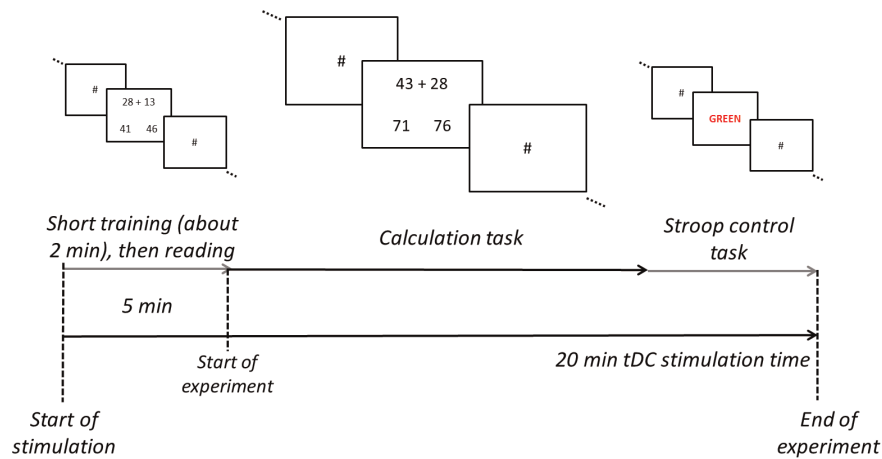 #
28 + 13
41 46
#
#
43 + 28
71 76
#
#
GREEN
#
Short training (about
2 min), then reading
Calculation task
Stroop control
task
5 min
Start of
experiment
20 min tDC stimulation time
Start of
stimulation
End of
experiment